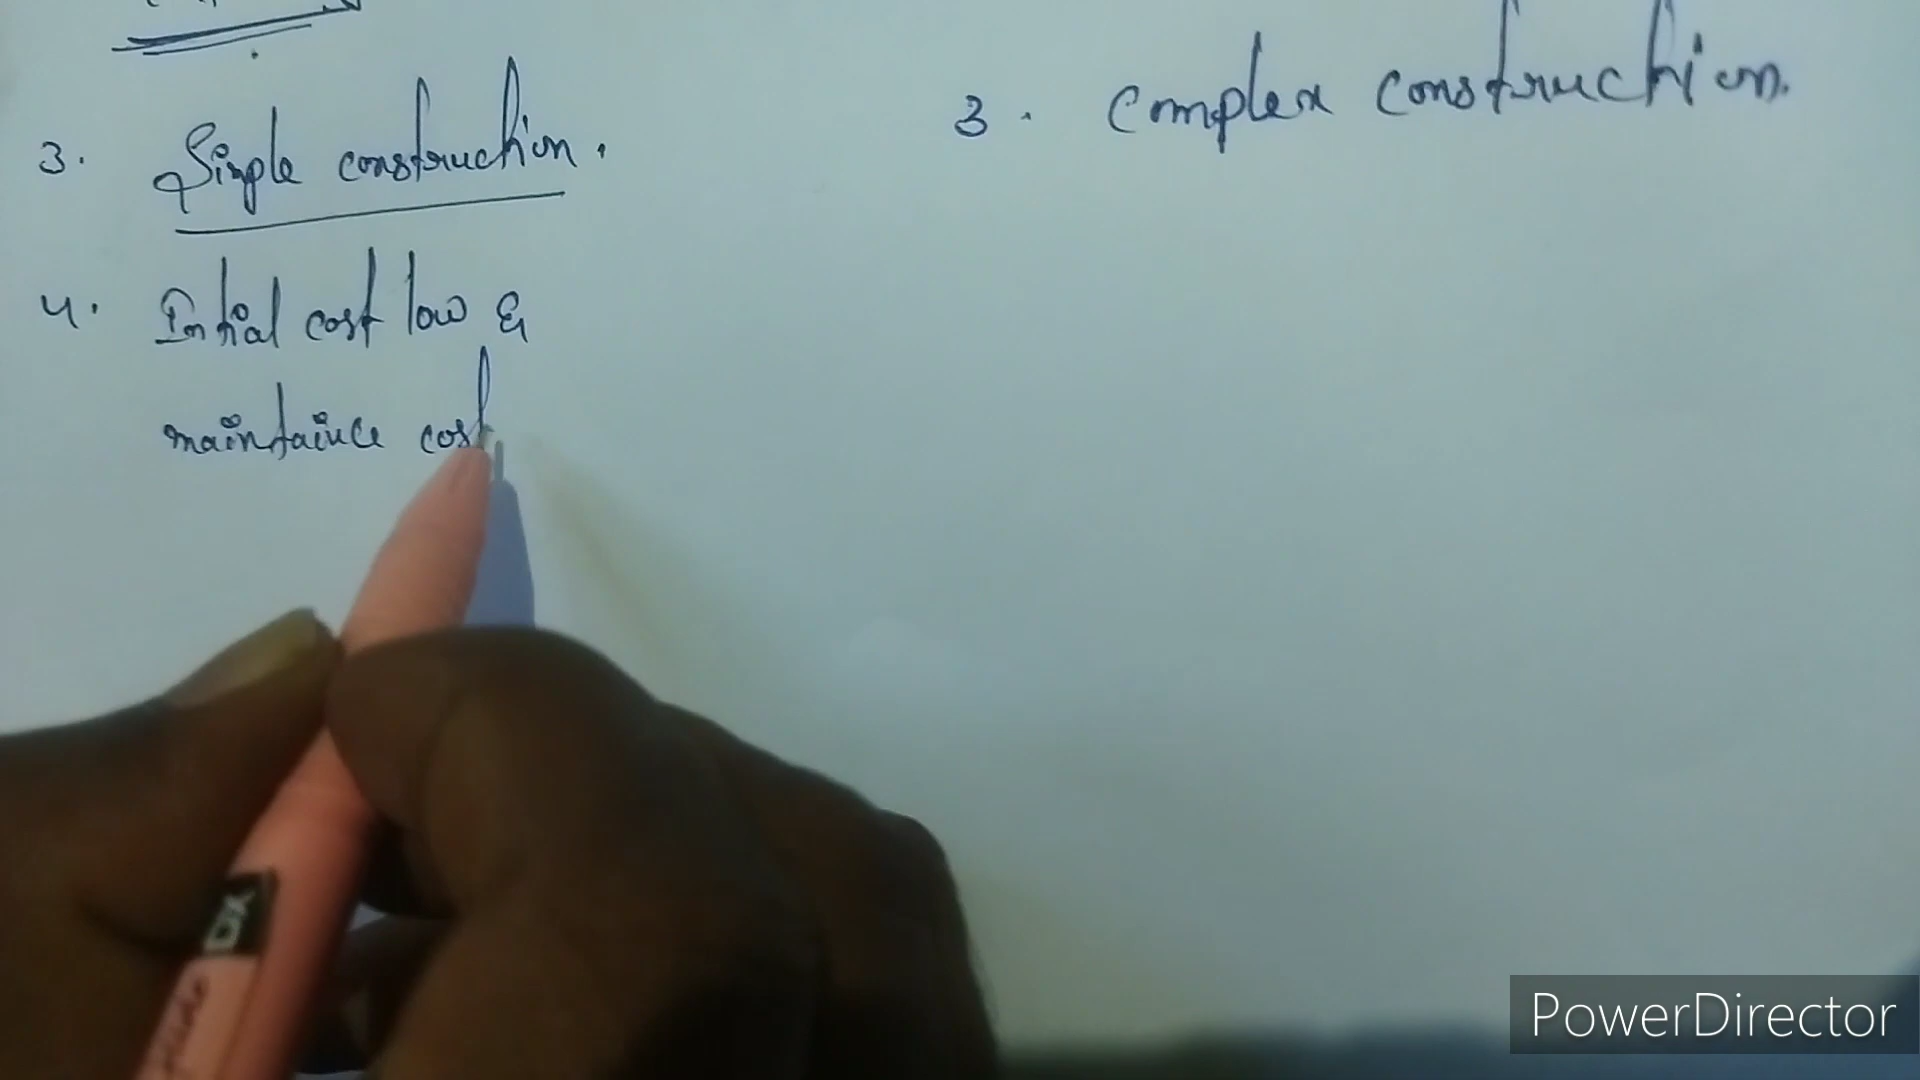 3. Simple construction.
4. Initial cost low &
maintaince cost
3. Complex construction.
PowerDirector